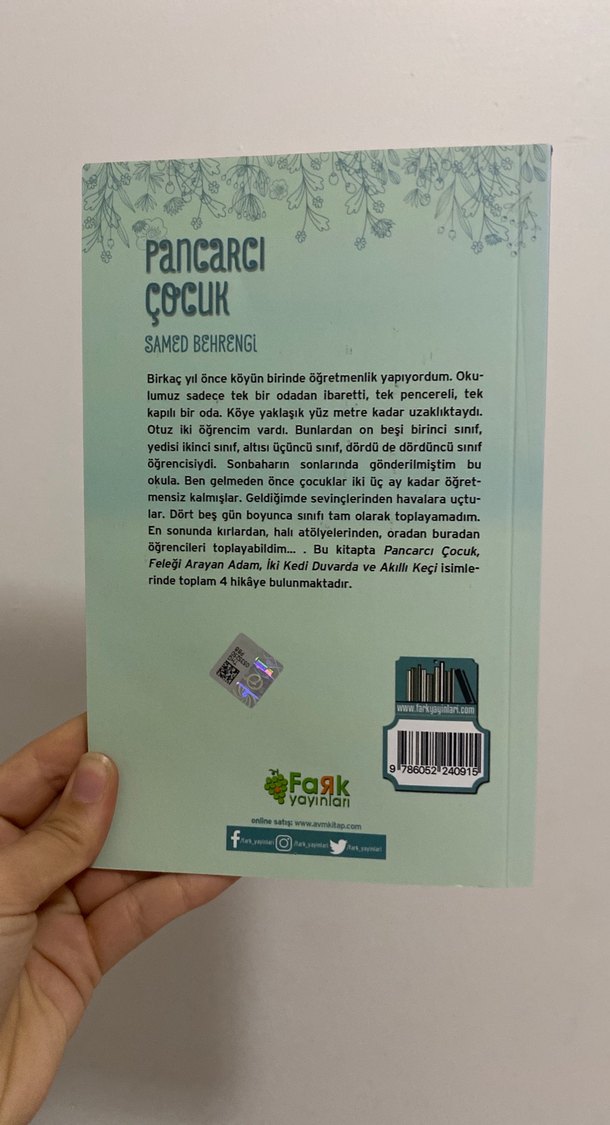 Pancarcı
Çocuk
SAMED BEHRENGİ
Birkaç yıl önce köyün birinde öğretmenlik yapıyordum. Oku-
lumuz sadece tek bir odadan ibaretti, tek pencereli, tek
kapılı bir oda. Köye yaklaşık yüz metre kadar uzaklıktaydı.
Otuz iki öğrencim vardı. Bunlardan on beşi birinci sınıf,
yedisi ikinci sınıf, altısı üçüncü sınıf, dördü de dördüncü sınıf
öğrencisiydi. Sonbaharın sonlarında gönderilmiştim bu
okula. Ben gelmeden önce çocuklar iki üç ay kadar öğret-
mensiz kalmışlar. Geldiğimde sevinçlerinden havalara uçtu-
lar. Dört beş gün boyunca sınıfı tam olarak toplayamadım.
En sonunda kırlardan, halı atölyelerinden, oradan buradan
öğrencileri toplayabildim... . Bu kitapta Pancarcı Çocuk,
Feleği Arayan Adam, İki Kedi Duvarda ve Akıllı Keçi isimle-
rinde toplam 4 hikâye bulunmaktadır.
www.farkyayinlari.com
9 786052 240915
FaRk
yayınları
online satış: www.avmkitap.com
/fark_yayinlari /fark_yayinlari /fark_yayinlari